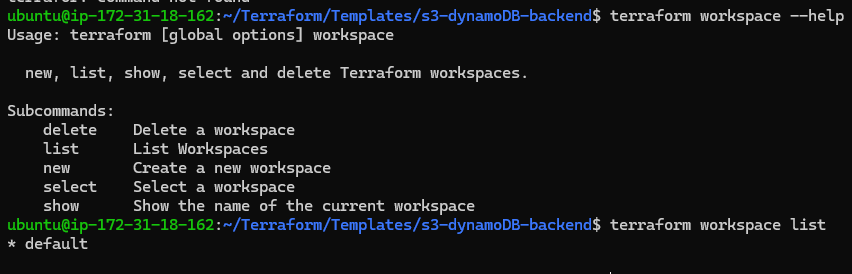 ubuntu@ip-172-31-18-162:~/Terraform/Templates/s3-dynamoDB-backend$ terraform workspace --help
Usage: terraform [global options] workspace
new, list, show, select and delete Terraform workspaces.
Subcommands:
delete    Delete a workspace
list      List Workspaces
new       Create a new workspace
select    Select a workspace
show      Show the name of the current workspace
ubuntu@ip-172-31-18-162:~/Terraform/Templates/s3-dynamoDB-backend$ terraform workspace list
* default